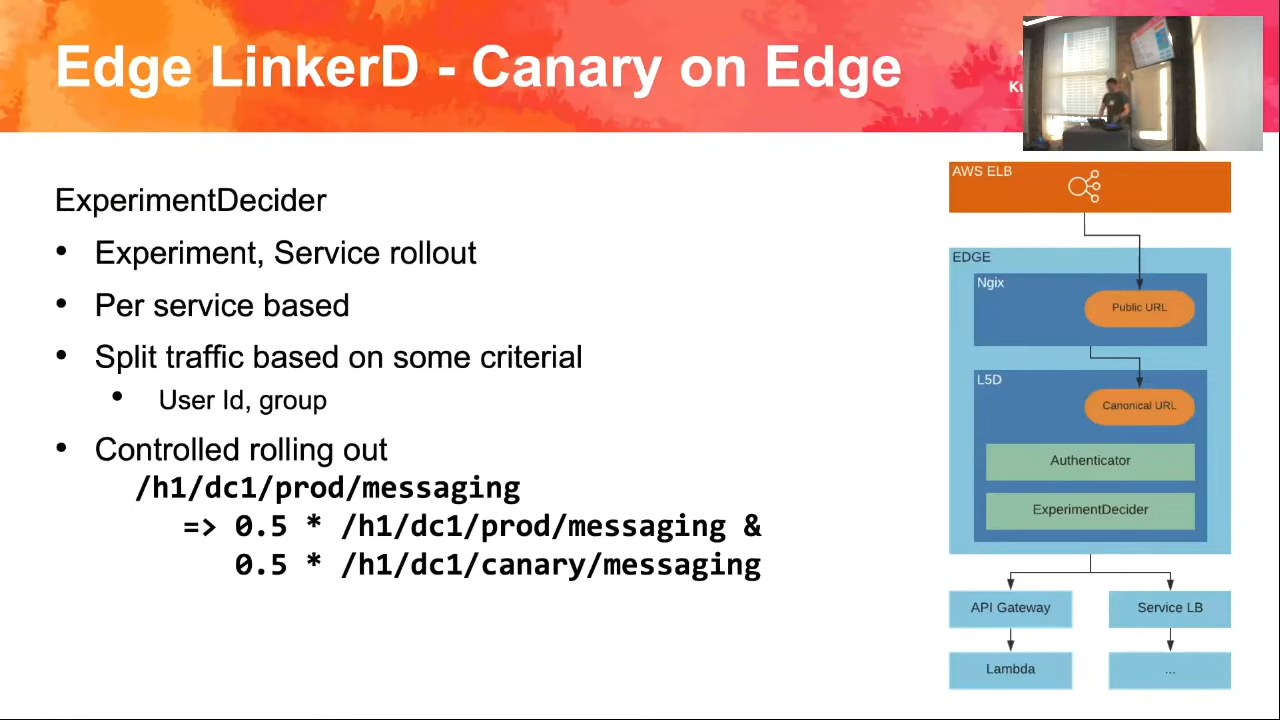 Edge LinkerD - Canary on Edge
ExperimentDecider
• Experiment, Service rollout
• Per service based
• Split traffic based on some criterial
• User Id, group
• Controlled rolling out
/h1/dc1/prod/messaging
=> 0.5 * /h1/dc1/prod/messaging &
0.5 * /h1/dc1/canary/messaging
AWS ELB
EDGE
Ngix
Public URL
L5D
Canonical URL
Authenticator
ExperimentDecider
API Gateway
Service LB
Lambda
...